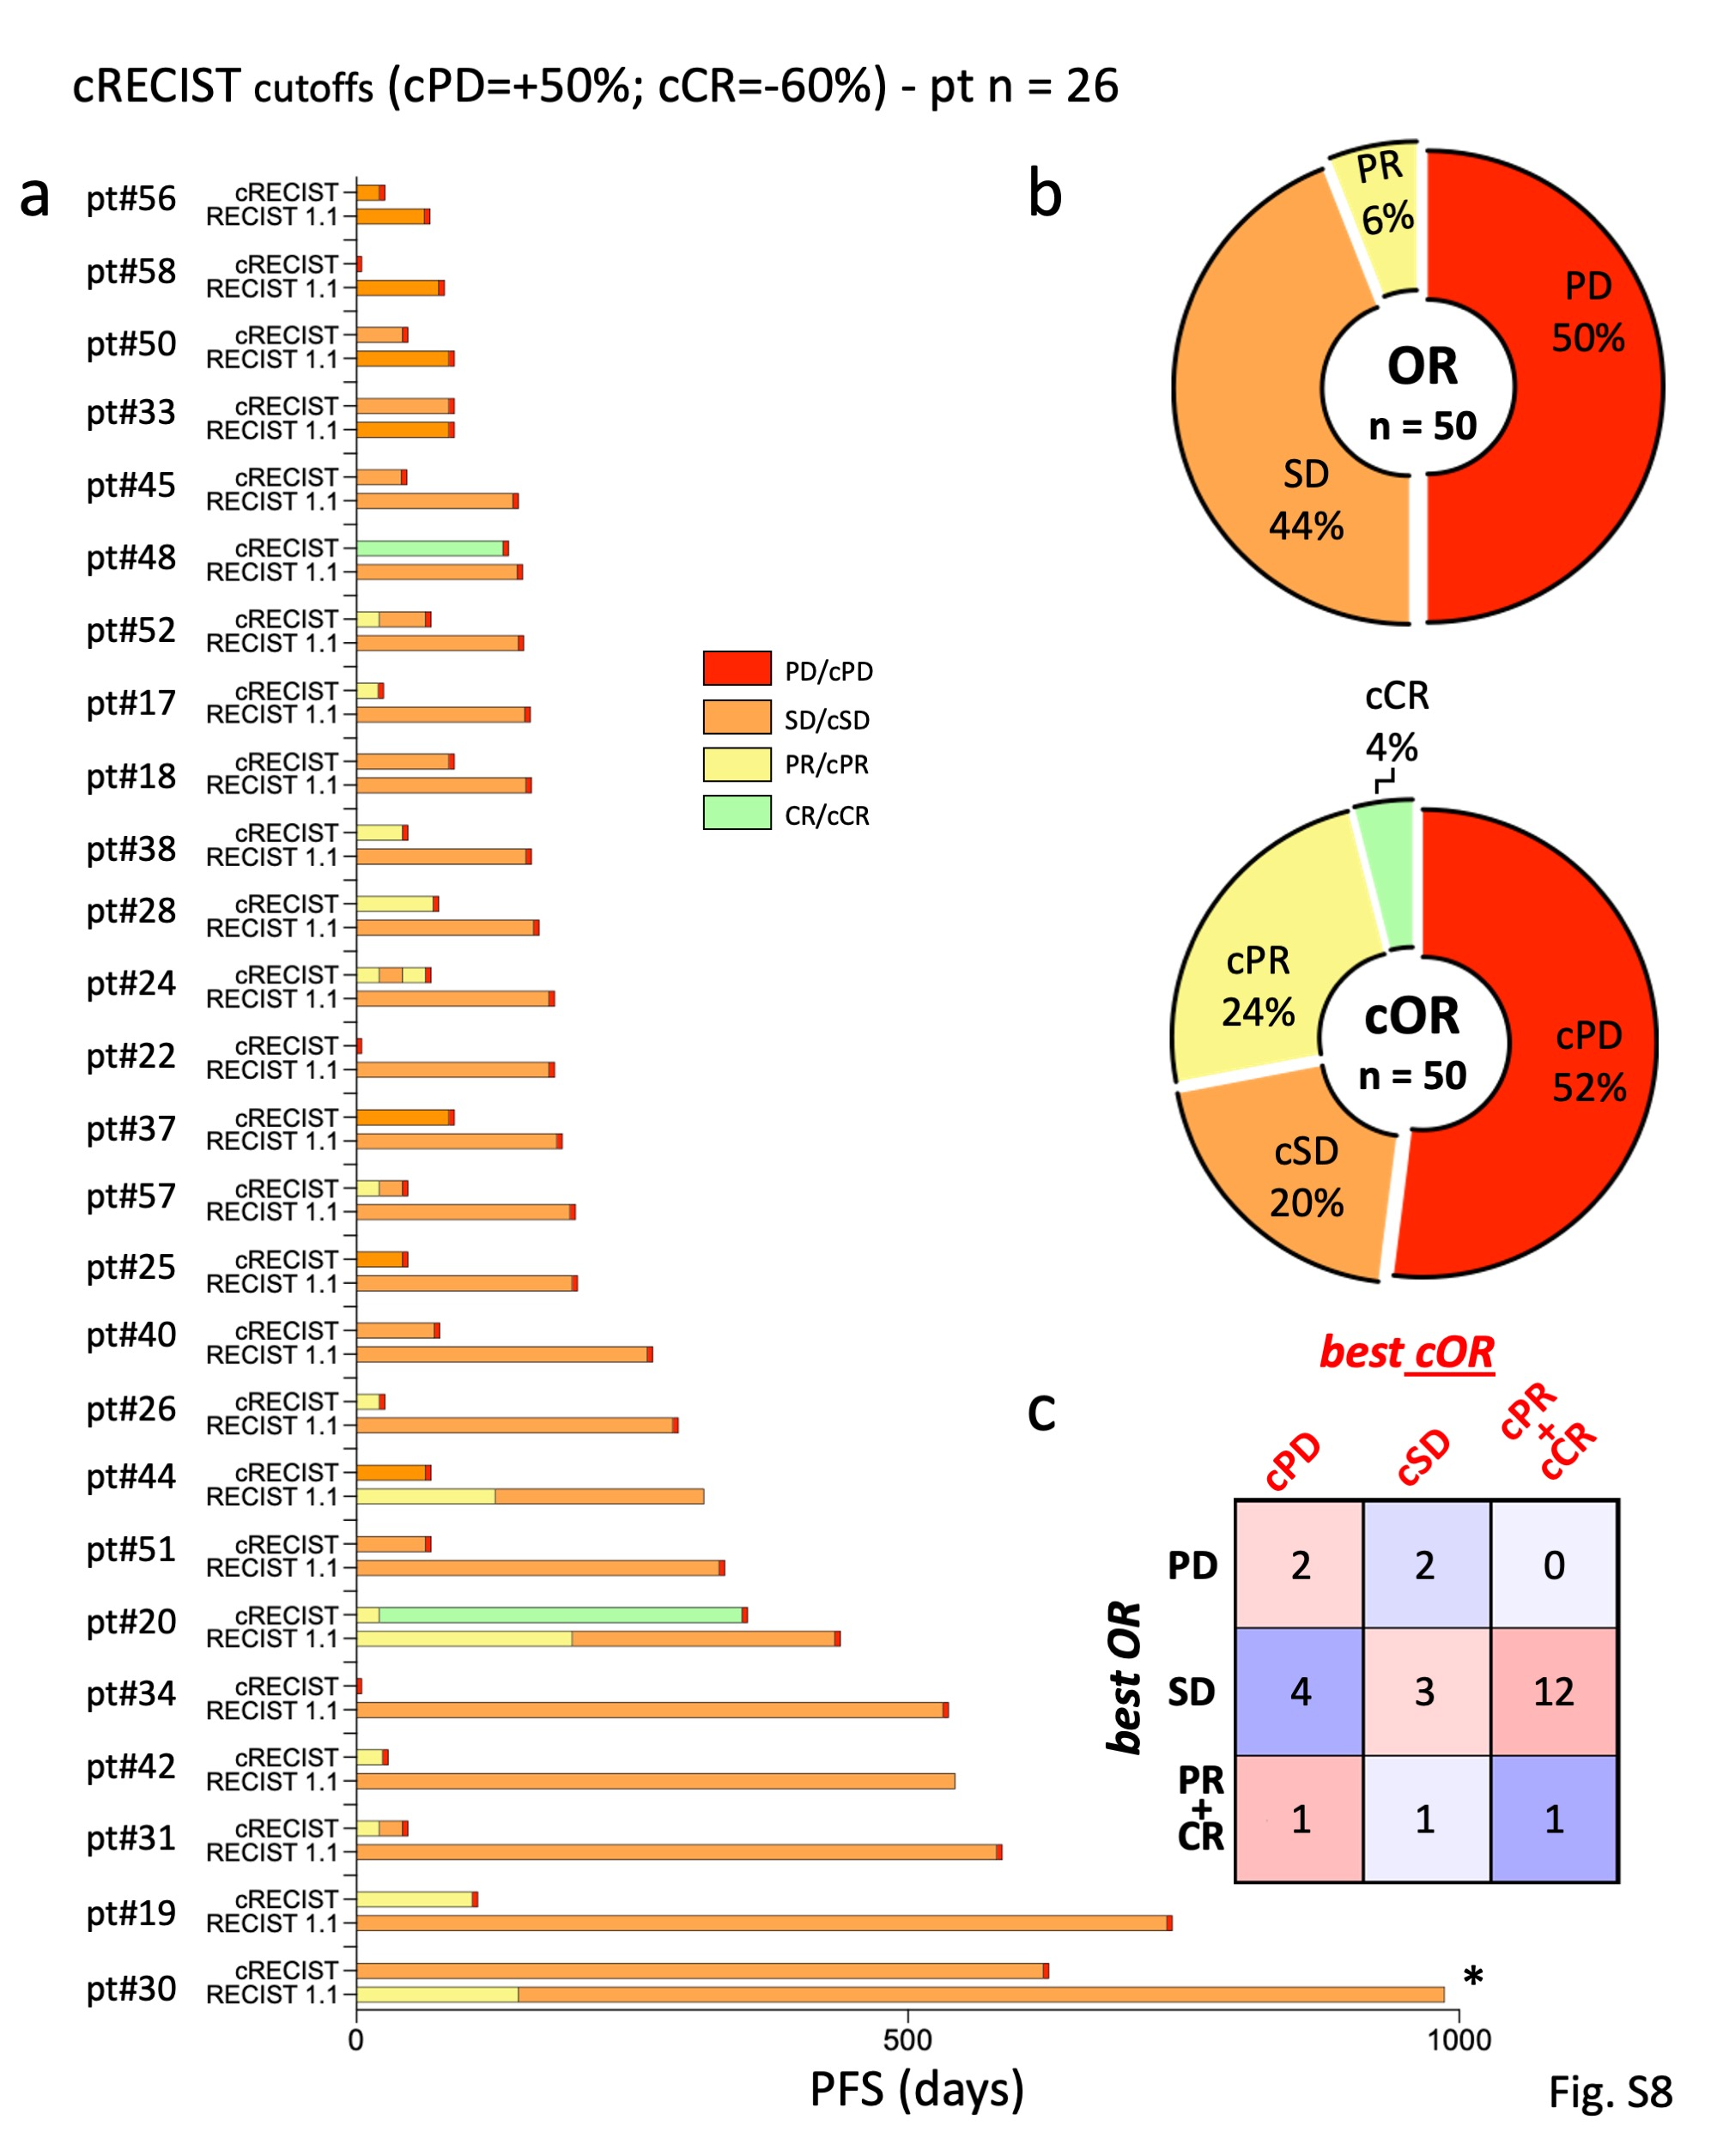 cRECIST cutoffs (cPD=+50%; cCR=-60%) - pt n = 26
a
pt#56
cRECIST
RECIST 1.1
pt#58
cRECIST
RECIST 1.1
pt#50
cRECIST
RECIST 1.1
pt#33
cRECIST
RECIST 1.1
pt#45
cRECIST
RECIST 1.1
pt#48
cRECIST
RECIST 1.1
pt#52
cRECIST
RECIST 1.1
pt#17
cRECIST
RECIST 1.1
pt#18
cRECIST
RECIST 1.1
pt#38
cRECIST
RECIST 1.1
pt#28
cRECIST
RECIST 1.1
pt#24
cRECIST
RECIST 1.1
pt#22
cRECIST
RECIST 1.1
pt#37
cRECIST
RECIST 1.1
pt#57
cRECIST
RECIST 1.1
pt#25
cRECIST
RECIST 1.1
pt#40
cRECIST
RECIST 1.1
pt#26
cRECIST
RECIST 1.1
pt#44
cRECIST
RECIST 1.1
pt#51
cRECIST
RECIST 1.1
pt#20
cRECIST
RECIST 1.1
pt#34
cRECIST
RECIST 1.1
pt#42
cRECIST
RECIST 1.1
pt#31
cRECIST
RECIST 1.1
pt#19
cRECIST
RECIST 1.1
pt#30
cRECIST
RECIST 1.1
*
0 500 1000
PFS (days)
PD/cPD
SD/cSD
PR/cPR
CR/cCR
b
PR
6%
PD
50%
OR
n = 50
SD
44%
cCR
4%
cPR
24%
cOR
n = 50
cPD
52%
cSD
20%
c
best cOR
cPD
cSD
cPR
+
cCR
best OR
PD 2 2 0
SD 4 3 12
PR
+
CR
1 1 1
Fig. S8